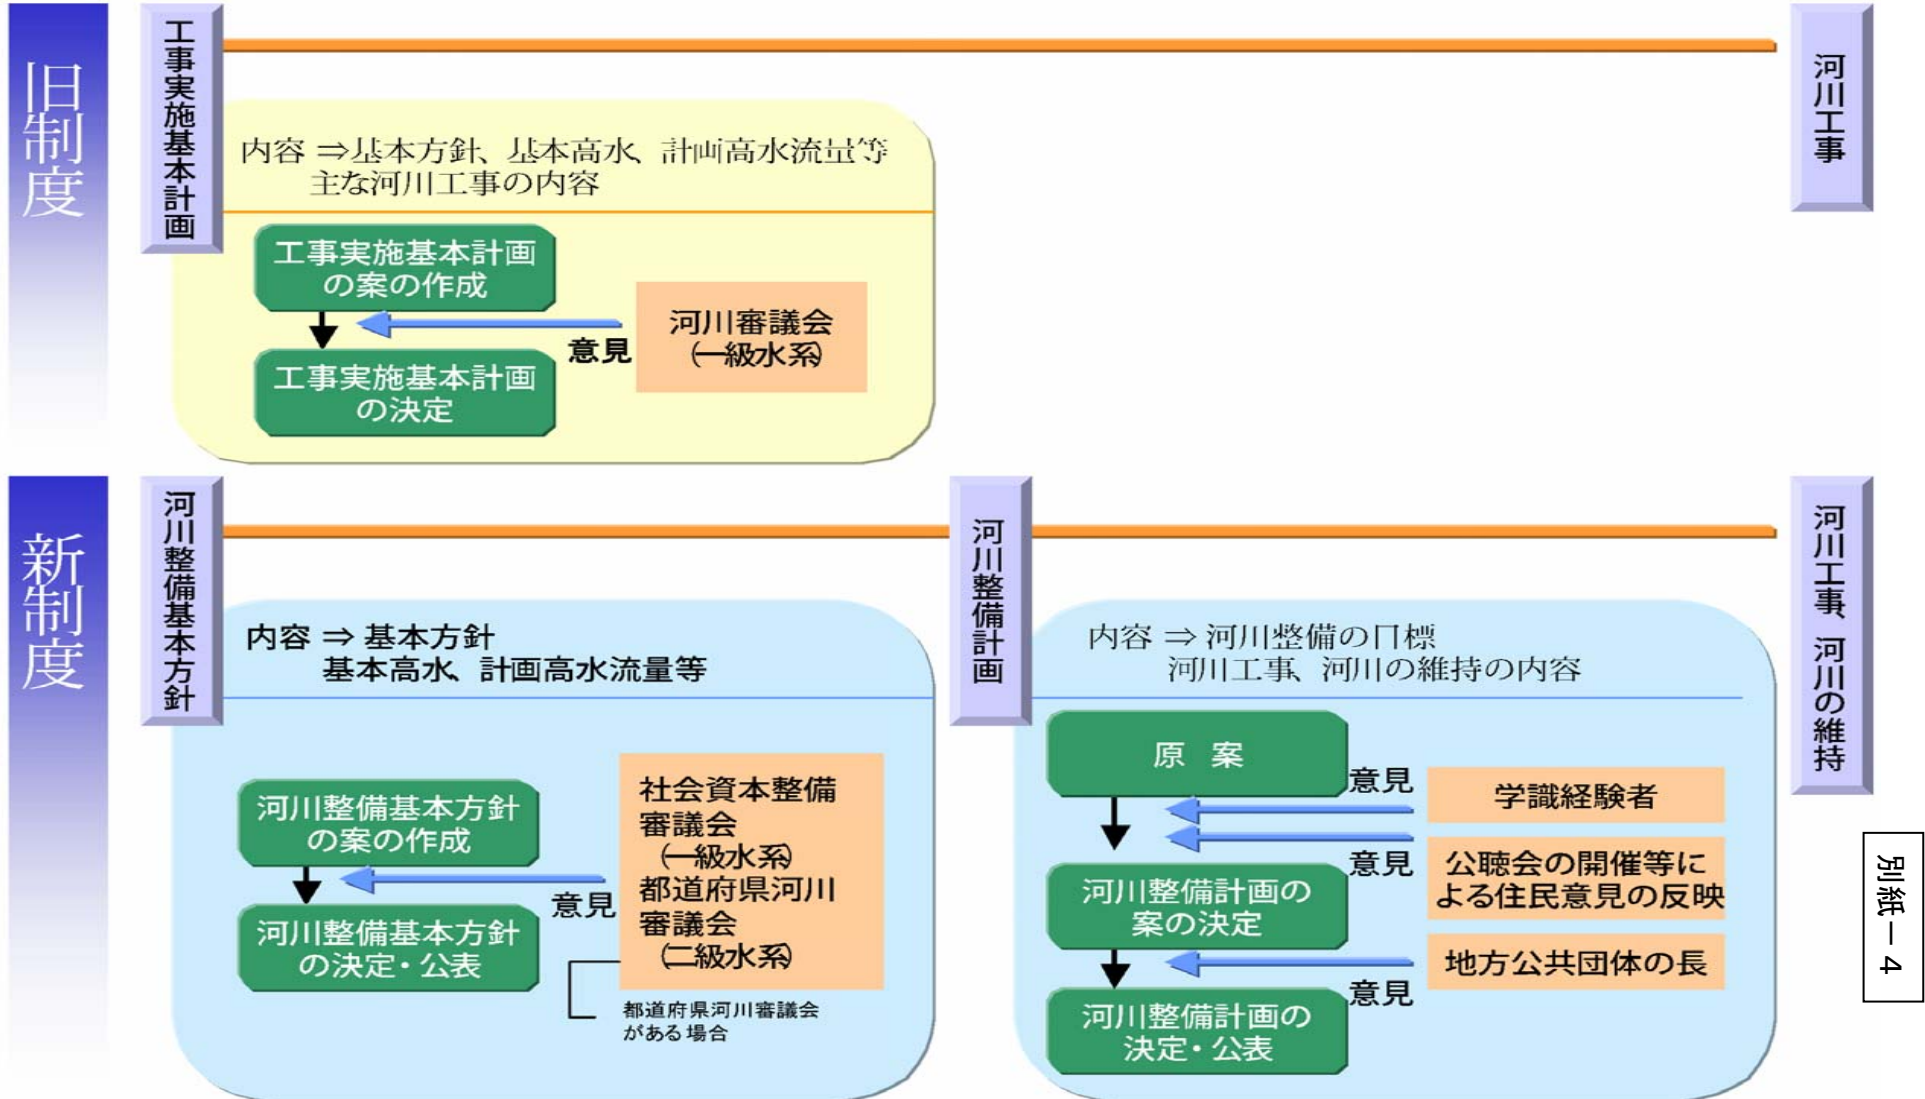 旧制度
工事実施基本計画
河川工事
内容 ⇒基本方針、基本高水、計画高水流量等
主な河川工事の内容
工事実施基本計画
の案の作成
意見
河川審議会
(一級水系)
工事実施基本計画
の決定
新制度
河川整備基本方針
河川整備計画
河川工事、河川の維持
内容 ⇒ 基本方針
基本高水、計画高水流量等
河川整備基本方針
の案の作成
意見
社会資本整備
審議会
(一級水系)
都道府県河川
審議会
(二級水系)
河川整備基本方針
の決定・公表
都道府県河川審議会
がある場合
内容 ⇒ 河川整備の目標
河川工事、河川の維持の内容
原 案
意見
学識経験者
意見
公聴会の開催等に
よる住民意見の反映
河川整備計画の
案の決定
意見
地方公共団体の長
河川整備計画の
決定・公表
別紙-4